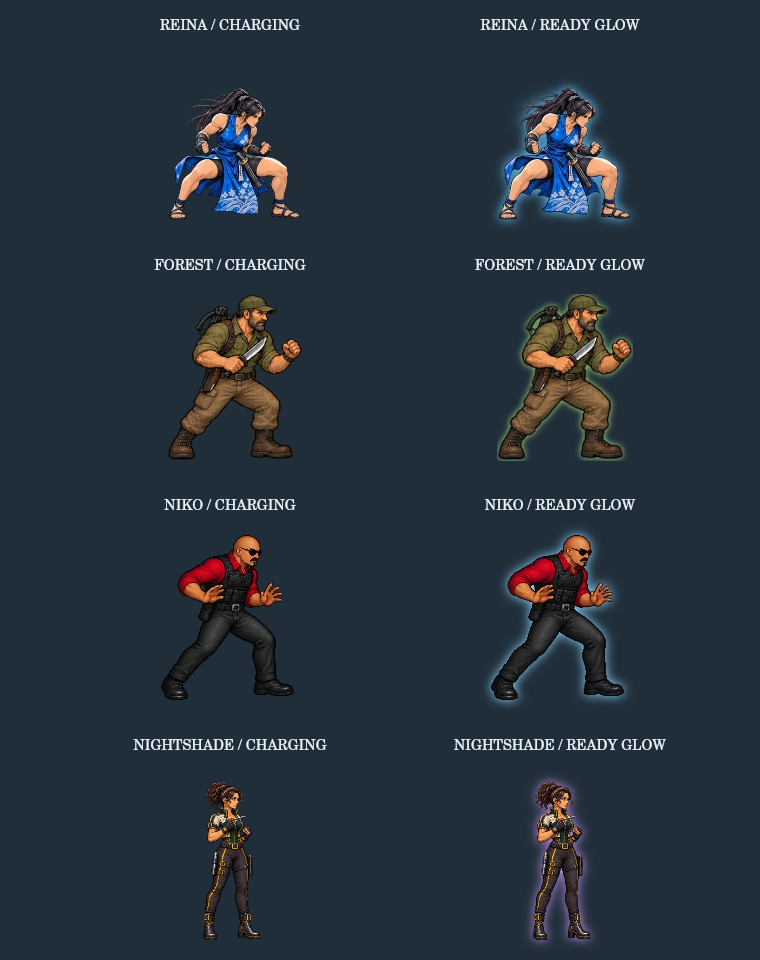 REINA / CHARGING
REINA / READY GLOW
FOREST / CHARGING
FOREST / READY GLOW
NIKO / CHARGING
NIKO / READY GLOW
NIGHTSHADE / CHARGING
NIGHTSHADE / READY GLOW